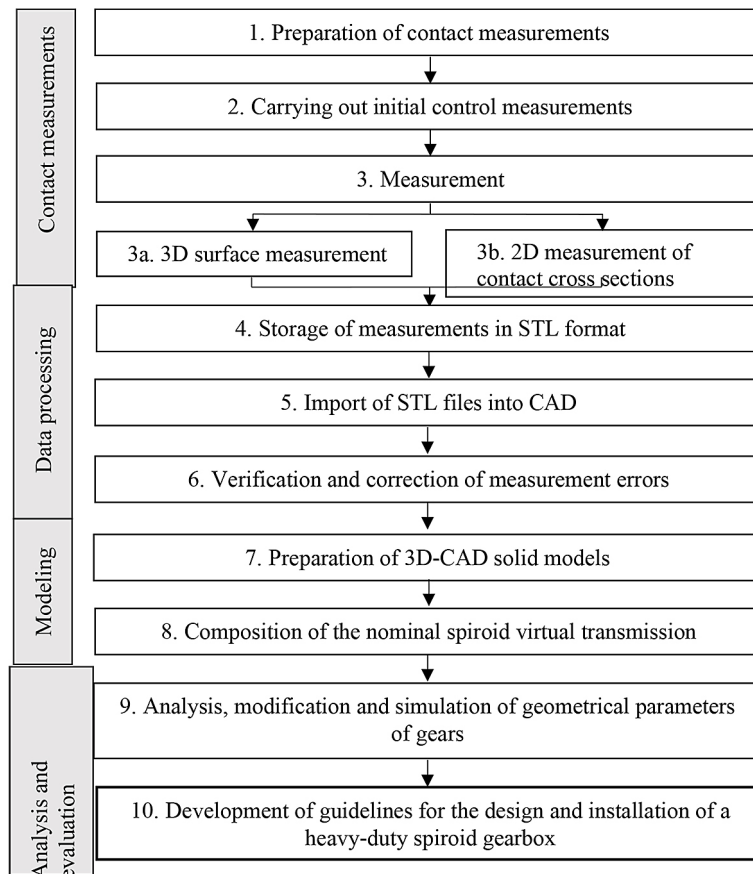 Contact measurements
1. Preparation of contact measurements
2. Carrying out initial control measurements
3. Measurement
3a. 3D surface measurement
3b. 2D measurement of
contact cross sections
Data processing
4. Storage of measurements in STL format
5. Import of STL files into CAD
6. Verification and correction of measurement errors
Modeling
7. Preparation of 3D-CAD solid models
8. Composition of the nominal spiroid virtual transmission
Analysis and
evaluation
9. Analysis, modification and simulation of geometrical parameters
of gears
10. Development of guidelines for the design and installation of a
heavy-duty spiroid gearbox